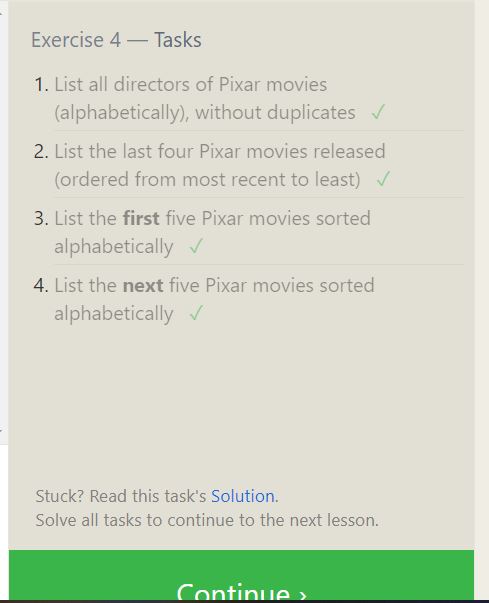 Exercise 4 — Tasks
1. List all directors of Pixar movies
(alphabetically), without duplicates ✓
2. List the last four Pixar movies released
(ordered from most recent to least) ✓
3. List the first five Pixar movies sorted
alphabetically ✓
4. List the next five Pixar movies sorted
alphabetically ✓
Stuck? Read this task's Solution.
Solve all tasks to continue to the next lesson.
Continue ›